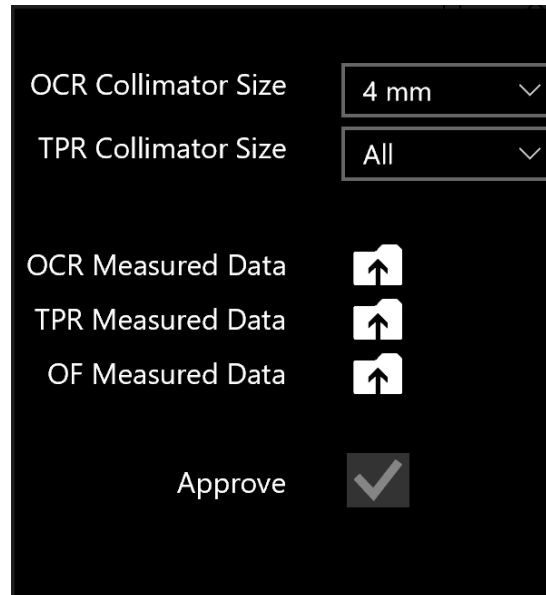 OCR Collimator Size 4 mm
TPR Collimator Size All
OCR Measured Data
TPR Measured Data
OF Measured Data
Approve